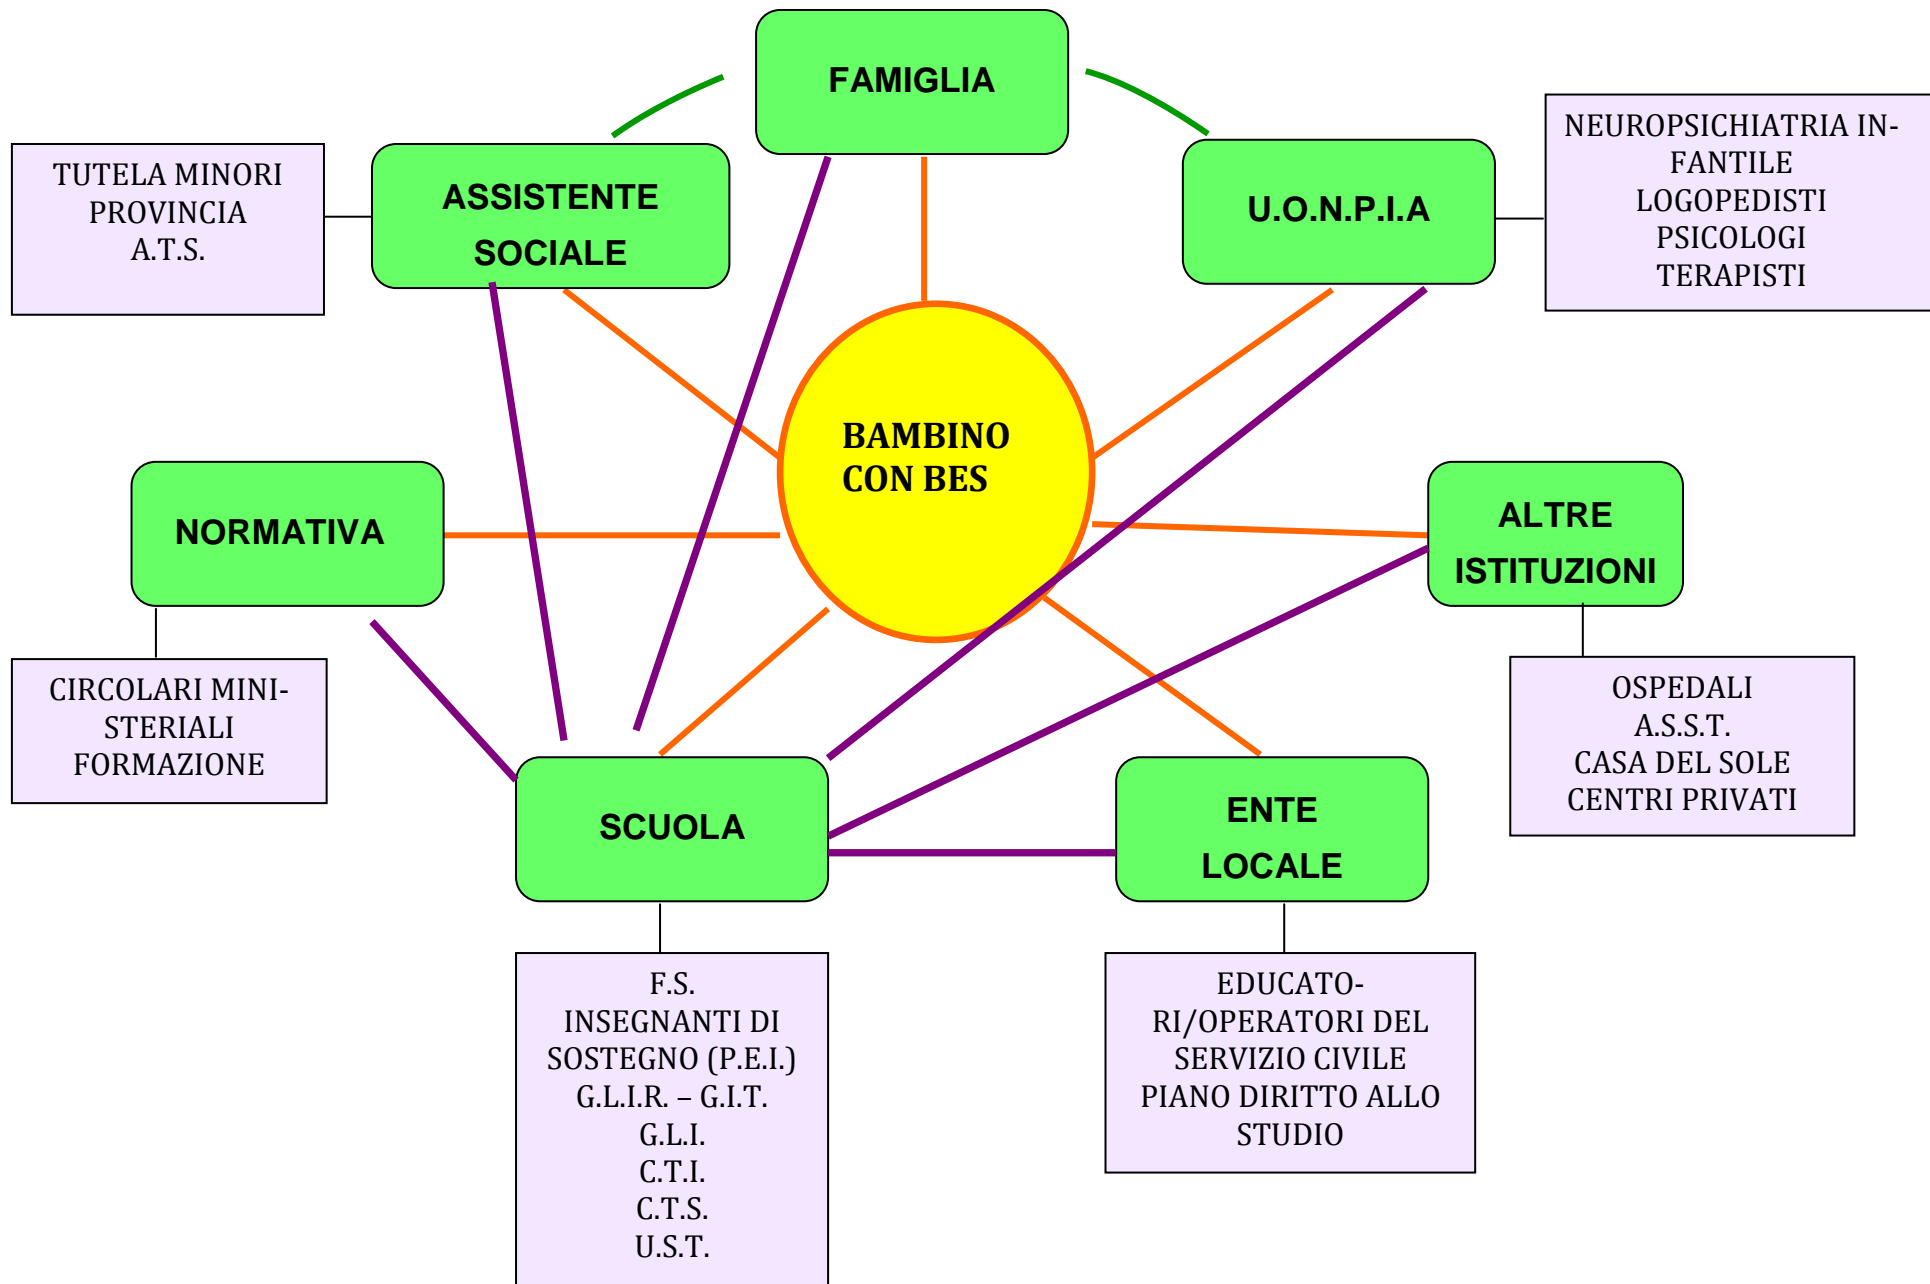 FAMIGLIA
TUTELA MINORI
PROVINCIA
A.T.S.
ASSISTENTE
SOCIALE
U.O.N.P.I.A
NEUROPSICHIATRIA IN-
FANTILE
LOGOPEDISTI
PSICOLOGI
TERAPISTI
BAMBINO
CON BES
NORMATIVA
ALTRE
ISTITUZIONI
CIRCOLARI MINI-
STERIALI
FORMAZIONE
OSPEDALI
A.S.S.T.
CASA DEL SOLE
CENTRI PRIVATI
SCUOLA
ENTE
LOCALE
F.S.
INSEGNANTI DI
SOSTEGNO (P.E.I.)
G.L.I.R. – G.I.T.
G.L.I.
C.T.I.
C.T.S.
U.S.T.
EDUCATO-
RI/OPERATORI DEL
SERVIZIO CIVILE
PIANO DIRITTO ALLO
STUDIO